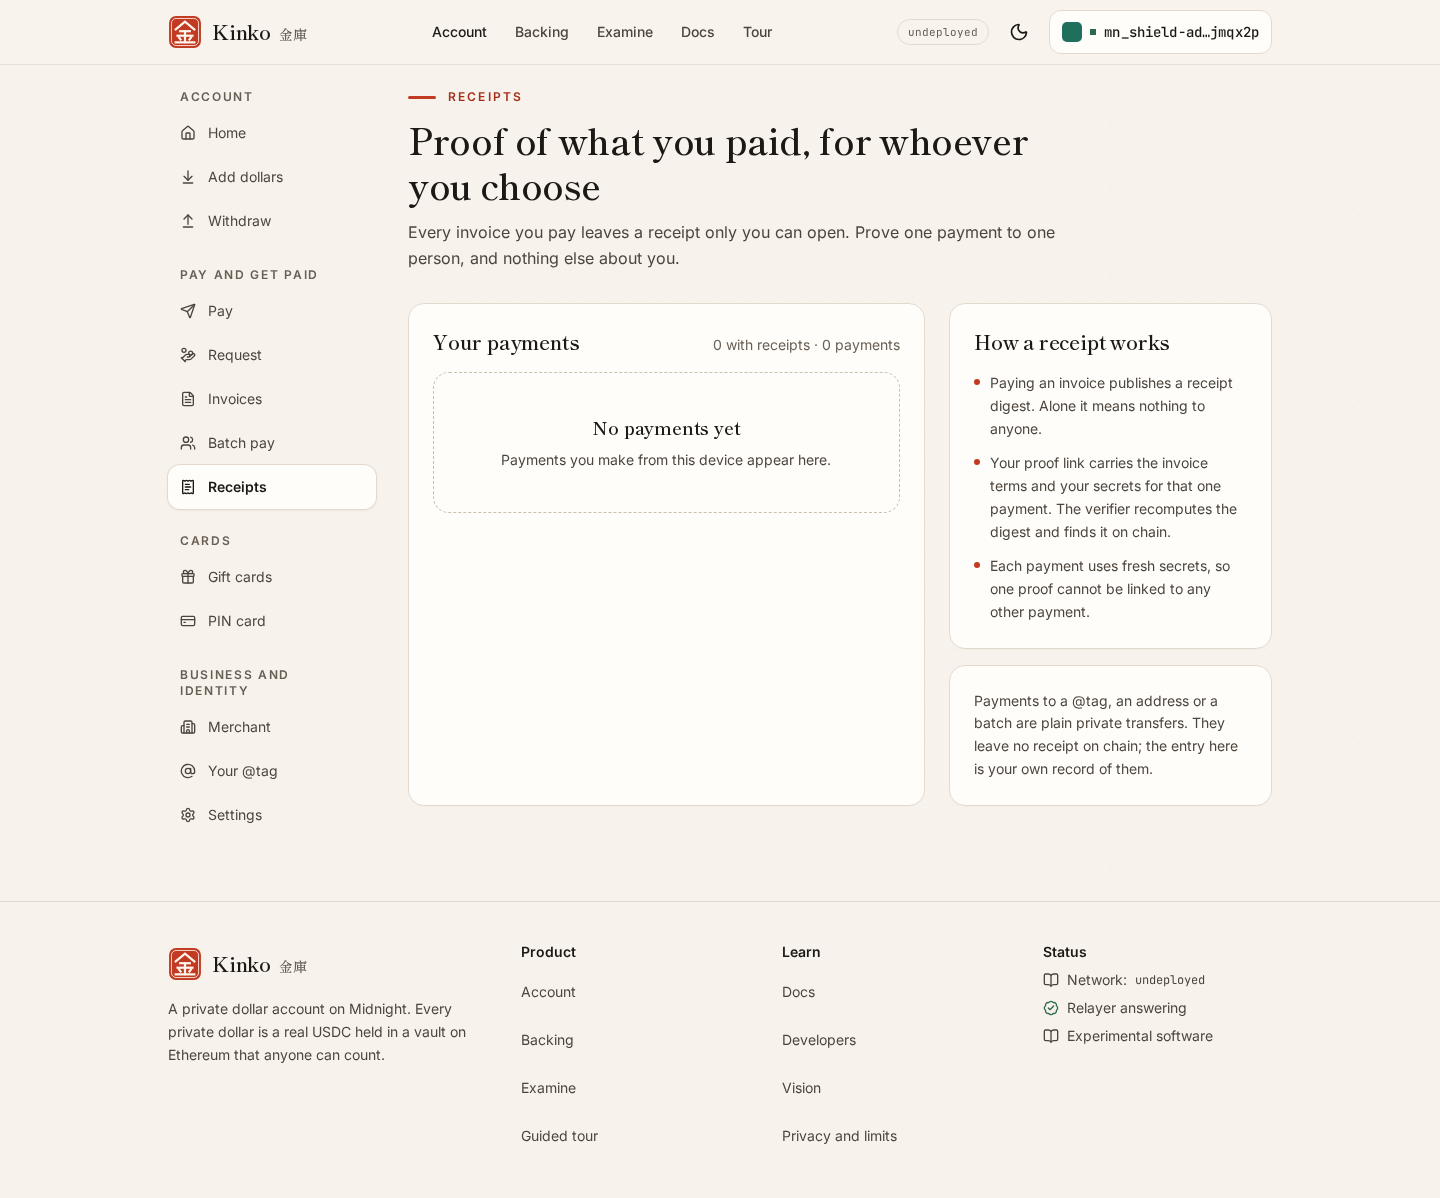 金 Kinko 金庫
Account Backing Examine Docs Tour
undeployed
mn_shield-ad…jmqx2p
ACCOUNT
Home
Add dollars
Withdraw
PAY AND GET PAID
Pay
Request
Invoices
Batch pay
Receipts
CARDS
Gift cards
PIN card
BUSINESS AND
IDENTITY
Merchant
Your @tag
Settings
RECEIPTS
Proof of what you paid, for whoever
you choose
Every invoice you pay leaves a receipt only you can open. Prove one payment to one
person, and nothing else about you.
Your payments
0 with receipts · 0 payments
No payments yet
Payments you make from this device appear here.
How a receipt works
Paying an invoice publishes a receipt
digest. Alone it means nothing to
anyone.
Your proof link carries the invoice
terms and your secrets for that one
payment. The verifier recomputes the
digest and finds it on chain.
Each payment uses fresh secrets, so
one proof cannot be linked to any
other payment.
Payments to a @tag, an address or a
batch are plain private transfers. They
leave no receipt on chain; the entry here
is your own record of them.
金 Kinko 金庫
A private dollar account on Midnight. Every
private dollar is a real USDC held in a vault on
Ethereum that anyone can count.
Product
Account
Backing
Examine
Guided tour
Learn
Docs
Developers
Vision
Privacy and limits
Status
Network: undeployed
Relayer answering
Experimental software